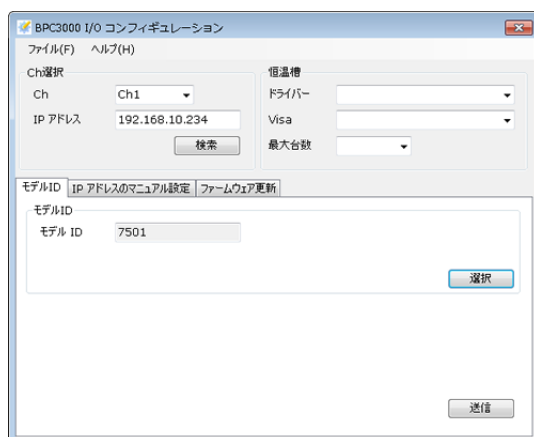 BPC3000 I/O コンフィギュレーション
ファイル(F) ヘルプ(H)
Ch選択
Ch Ch1
IP アドレス 192.168.10.234
検索
恒温槽
ドライバー
Visa
最大台数
モデルID IP アドレスのマニュアル設定 ファームウェア更新
モデルID
モデル ID 7501
選択
送信